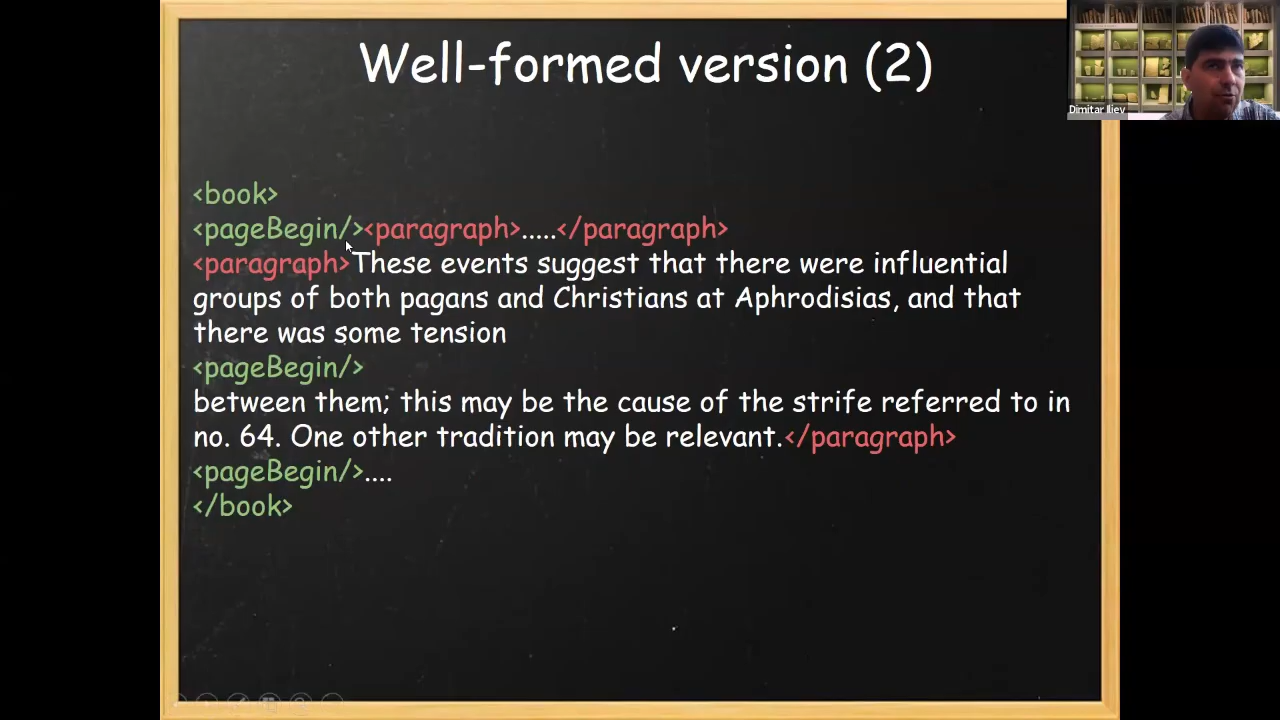 Well-formed version (2)
Dimitar Iliev
<book>
<pageBegin/><paragraph>.....</paragraph>
<paragraph>These events suggest that there were influential
groups of both pagans and Christians at Aphrodisias, and that
there was some tension
<pageBegin/>
between them; this may be the cause of the strife referred to in
no. 64. One other tradition may be relevant.</paragraph>
<pageBegin/>....
</book>